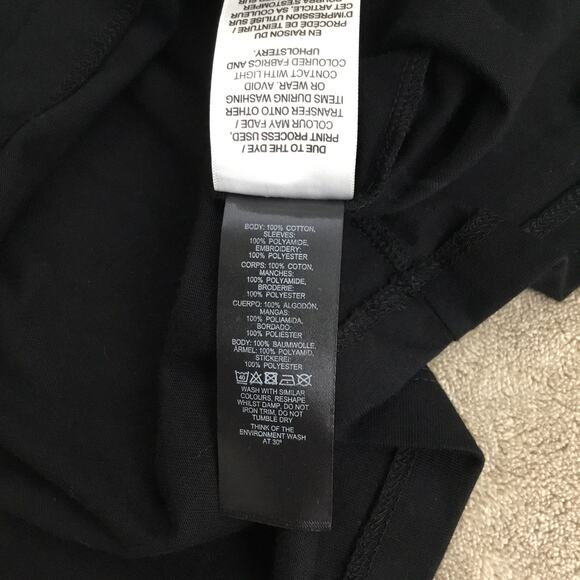 DUE TO THE DYE /
PRINT PROCESS USED,
COLOUR MAY FADE /
TRANSFER ONTO OTHER
ITEMS DURING WASHING
OR WEAR. AVOID
CONTACT WITH LIGHT
COLOURED FABRICS AND
UPHOLSTERY.
EN RAISON DU
PROCÉDÉ DE TEINTURE /
D'IMPRESSION UTILISÉ SUR
CET ARTICLE, SA COULEUR
POURRA S'ESTOMPER
BODY: 100% COTTON,
SLEEVES:
100% POLYAMIDE,
EMBROIDERY:
100% POLYESTER
CORPS: 100% COTON,
MANCHES:
100% POLYAMIDE,
BRODERIE:
100% POLYESTER
CUERPO: 100% ALGODÓN,
MANGAS:
100% POLIAMIDA,
BORDADO:
100% POLIÉSTER
BODY: 100% BAUMWOLLE,
ÄRMEL: 100% POLYAMID,
STICKEREI:
100% POLYESTER
40
WASH WITH SIMILAR
COLOURS, RESHAPE
WHILST DAMP, DO NOT
IRON TRIM, DO NOT
TUMBLE DRY
THINK OF THE
ENVIRONMENT WASH
AT 30°